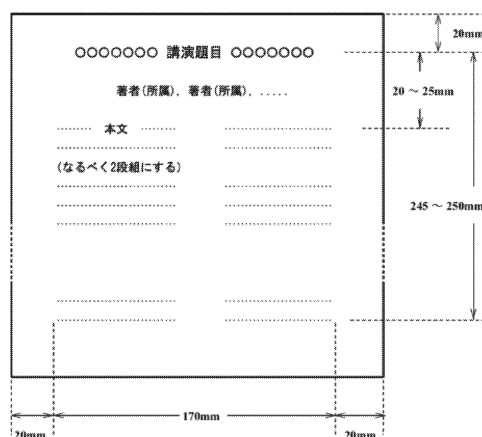 ○○○○○○○ 講演題目 ○○○○○○○
20mm
著者(所属), 著者(所属), .....
20 ～ 25mm
本文
(なるべく2段組にする)
245 ～ 250mm
170mm
20mm
20mm